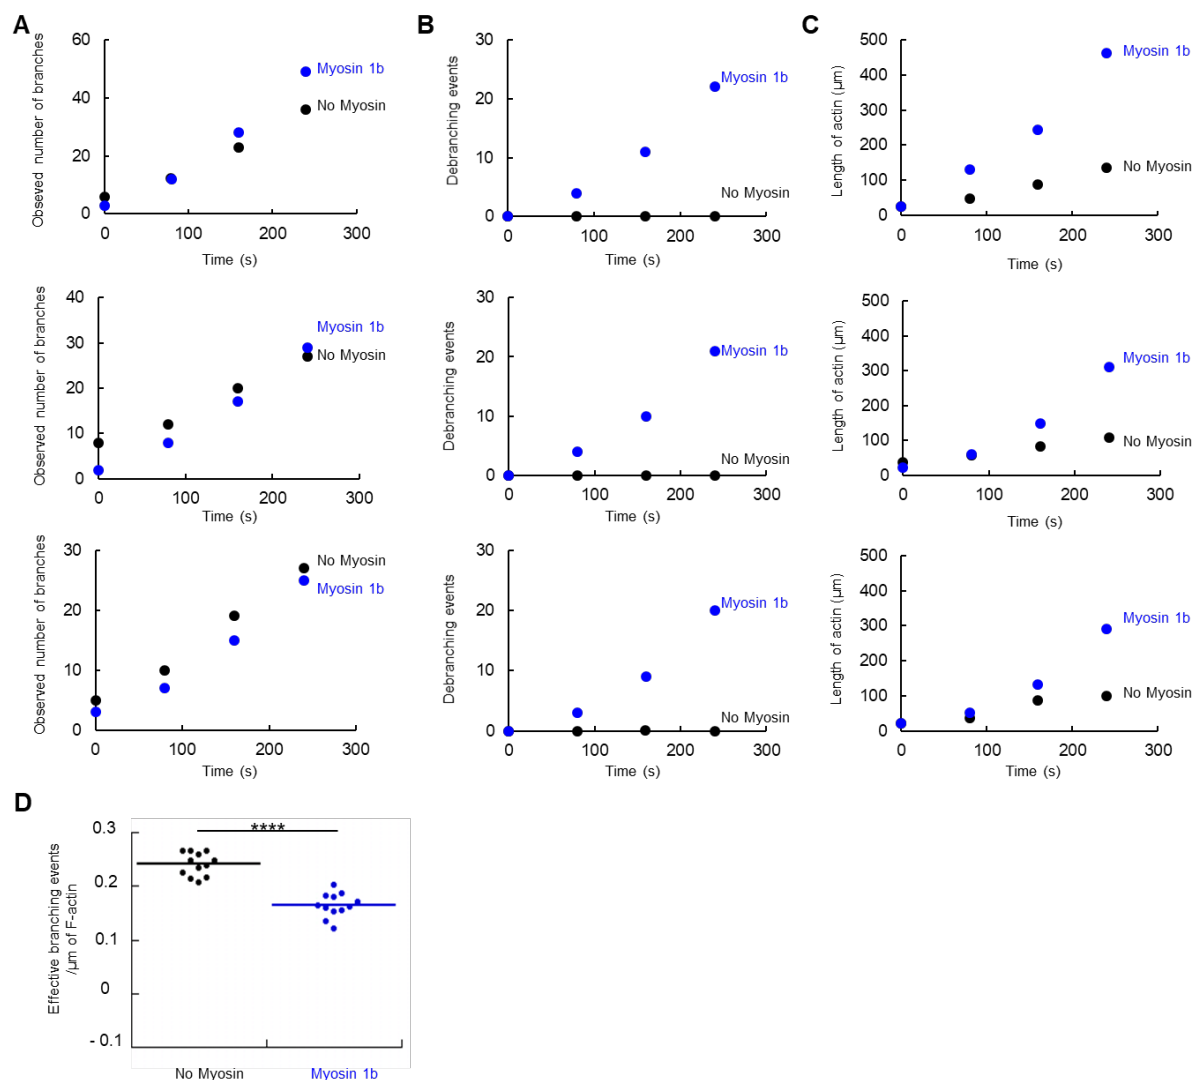 A
B
C
Obseved number of branches
60
40
20
0
0
100
200
300
Time (s)
Myosin 1b
No Myosin
Debranching events
30
20
10
0
0
100
200
300
Time (s)
Myosin 1b
No Myosin
Length of actin (µm)
500
400
300
200
100
0
0
100
200
300
Time (s)
Myosin 1b
No Myosin
Observed number of branches
40
30
20
10
0
0
100
200
300
Time (s)
Myosin 1b
No Myosin
Debranching events
30
20
10
0
0
100
200
300
Time (s)
Myosin 1b
No Myosin
Length of actin (µm)
500
400
300
200
100
0
0
100
200
300
Time (s)
Myosin 1b
No Myosin
Observed number of branches
30
20
10
0
0
100
200
300
Time (s)
No Myosin
Myosin 1b
Debranching events
30
20
10
0
0
100
200
300
Time (s)
Myosin 1b
No Myosin
Length of actin (µm)
500
400
300
200
100
0
0
100
200
300
Time (s)
Myosin 1b
No Myosin
D
Effective branching events
/µm of F-actin
0.3
0.2
0.1
0
- 0.1
****
No Myosin
Myosin 1b